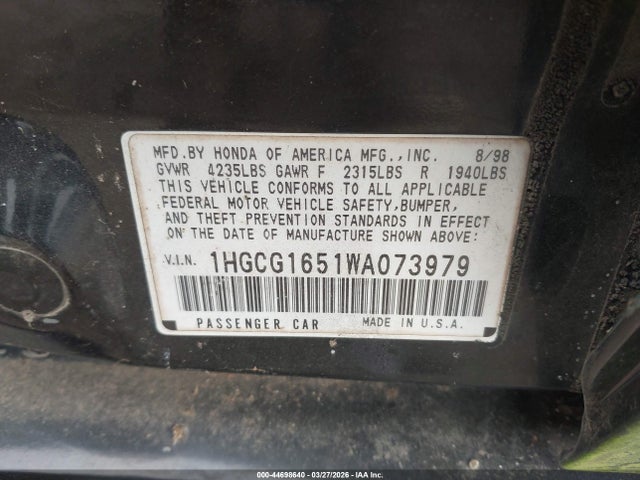 MFD.BY HONDA OF AMERICA MFG.,INC. 8/98
GVWR 4235LBS GAWR F 2315LBS R 1940LBS
THIS VEHICLE CONFORMS TO ALL APPLICABLE
FEDERAL MOTOR VEHICLE SAFETY,BUMPER,
AND THEFT PREVENTION STANDARDS IN EFFECT
ON THE DATE OF MANUFACTURE SHOWN ABOVE:
V.I.N. 1HGCG1651WA073979
PASSENGER CAR MADE IN U.S.A.
000-44698640 - 03/27/2026 - IAA Inc.